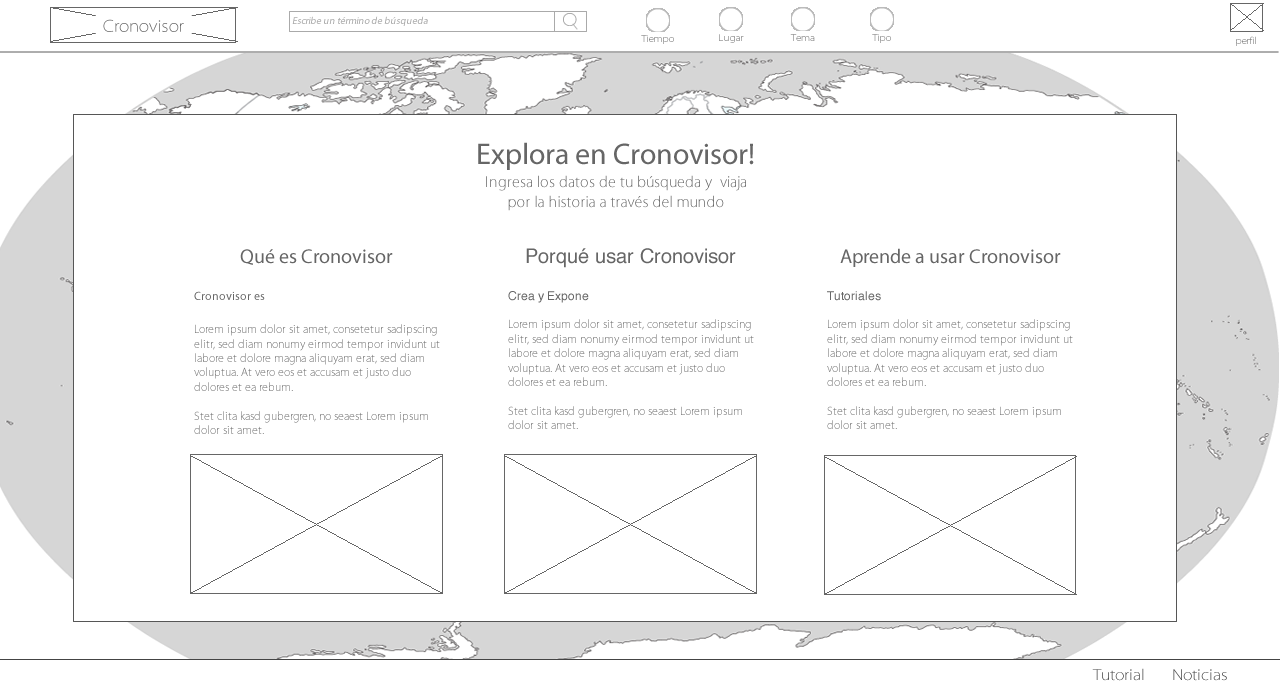 Cronovisor
Escribe un término de búsqueda
Tiempo
Lugar
Tema
Tipo
perfil
Explora en Cronovisor!
Ingresa los datos de tu búsqueda y viaja
por la historia a través del mundo
Qué es Cronovisor
Cronovisor es
Lorem ipsum dolor sit amet, consetetur sadipscing
elitr, sed diam nonumy eirmod tempor invidunt ut
labore et dolore magna aliquyam erat, sed diam
voluptua. At vero eos et accusam et justo duo
dolores et ea rebum.
Stet clita kasd gubergren, no seaest Lorem ipsum
dolor sit amet.
Porqué usar Cronovisor
Crea y Expone
Lorem ipsum dolor sit amet, consetetur sadipscing
elitr, sed diam nonumy eirmod tempor invidunt ut
labore et dolore magna aliquyam erat, sed diam
voluptua. At vero eos et accusam et justo duo
dolores et ea rebum.
Stet clita kasd gubergren, no seaest Lorem ipsum
dolor sit amet.
Aprende a usar Cronovisor
Tutoriales
Lorem ipsum dolor sit amet, consetetur sadipscing
elitr, sed diam nonumy eirmod tempor invidunt ut
labore et dolore magna aliquyam erat, sed diam
voluptua. At vero eos et accusam et justo duo
dolores et ea rebum.
Stet clita kasd gubergren, no seaest Lorem ipsum
dolor sit amet.
Tutorial
Noticias